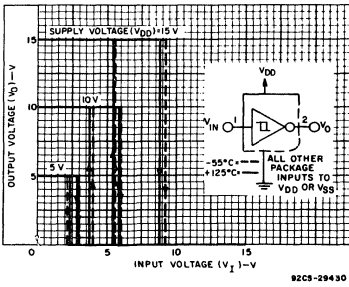 SUPPLY VOLTAGE (VDD)=15 V
15
10 V
10
5 V
5
OUTPUT VOLTAGE (VO)—V
VDD
VIN 1
2 VO
-55°C
+125°C
ALL OTHER
PACKAGE
INPUTS TO
VDD OR VSS
0 5 10 15
INPUT VOLTAGE (VI)—V
92CS-29430